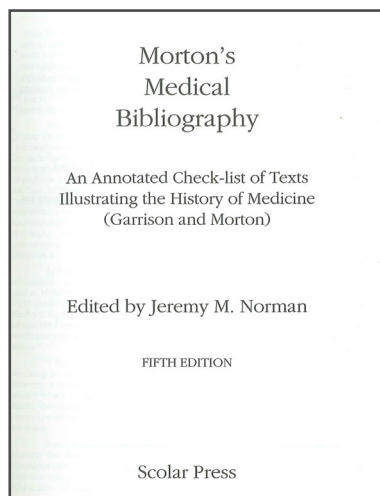 Morton's
Medical
Bibliography
An Annotated Check-list of Texts
Illustrating the History of Medicine
(Garrison and Morton)
Edited by Jeremy M. Norman
FIFTH EDITION
Scolar Press